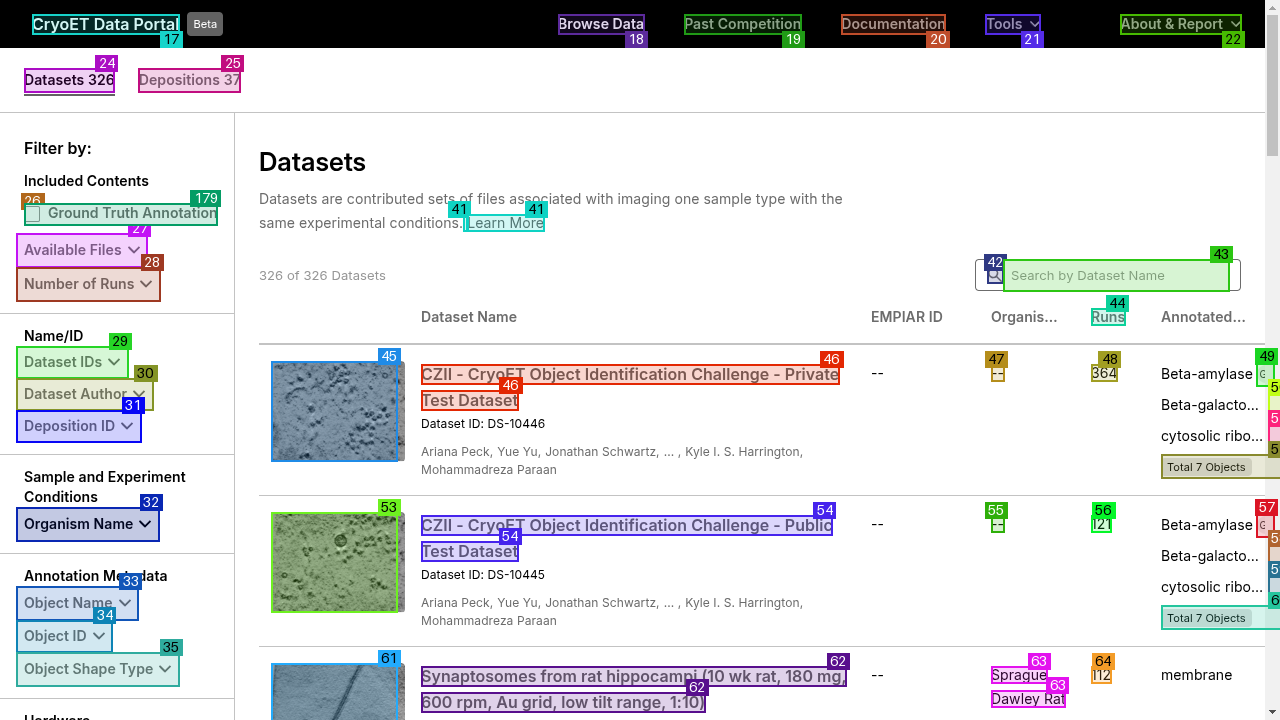 CryoET Data Portal
Beta
Browse Data
Past Competition
Documentation
Tools
About & Report
17
18
19
20
21
22
24
25
Datasets 326
Depositions 37
Filter by:
Included Contents
26
179
Ground Truth Annotation
27
Available Files
28
Number of Runs
Name/ID
29
Dataset IDs
30
Dataset Author
31
Deposition ID
Sample and Experiment
Conditions
32
Organism Name
Annotation Metadata
33
Object Name
34
Object ID
35
Object Shape Type
Datasets
Datasets are contributed sets of files associated with imaging one sample type with the
same experimental conditions. Learn More
41
41
326 of 326 Datasets
42
43
Search by Dataset Name
44
Dataset Name
EMPIAR ID
Organis...
Runs
Annotated...
45
46
47
48
49
CZII - CryoET Object Identification Challenge - Private
46
Test Dataset
Dataset ID: DS-10446
Ariana Peck, Yue Yu, Jonathan Schwartz, ... , Kyle I. S. Harrington,
Mohammadreza Paraan
--
--
364
Beta-amylase
Beta-galacto...
cytosolic ribo...
Total 7 Objects
53
54
55
56
57
CZII - CryoET Object Identification Challenge - Public
54
Test Dataset
Dataset ID: DS-10445
Ariana Peck, Yue Yu, Jonathan Schwartz, ... , Kyle I. S. Harrington,
Mohammadreza Paraan
--
--
121
Beta-amylase
Beta-galacto...
cytosolic ribo...
Total 7 Objects
61
62
63
64
Synaptosomes from rat hippocampi (10 wk rat, 180 mg,
62
600 rpm, Au grid, low tilt range, 1:10)
--
Sprague
63
Dawley Rat
112
membrane